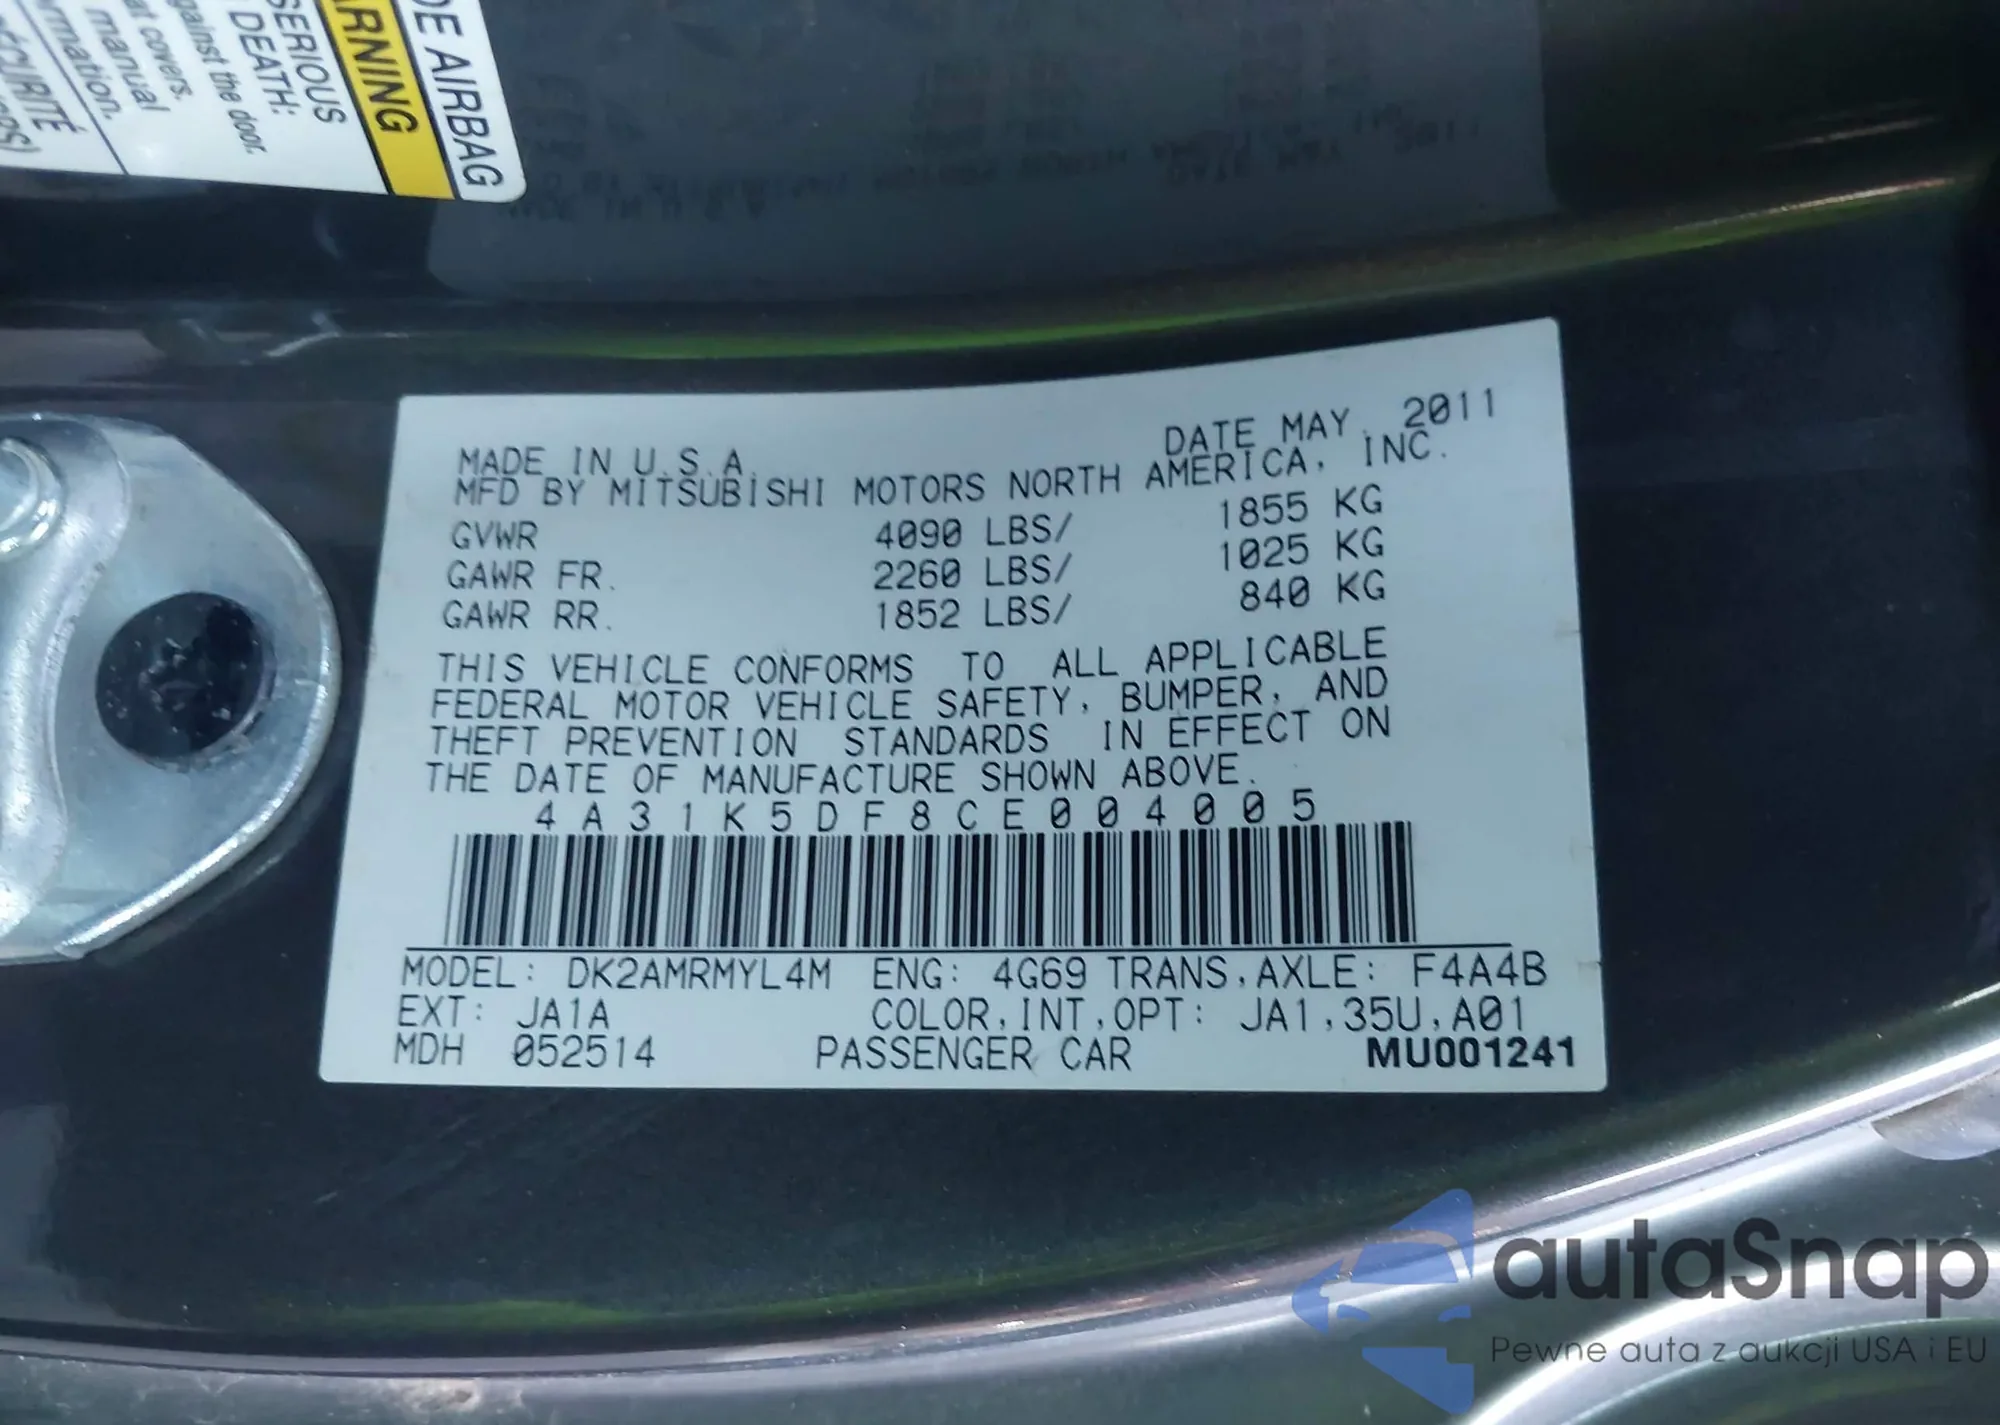 DE AIRBAG
ARNING
SERIOUS
DEATH:
against the door.
at covers.
manual
rmation.
DATE MAY. 2011
MADE IN U.S.A.
MFD BY MITSUBISHI MOTORS NORTH AMERICA, INC.
GVWR 4090 LBS/ 1855 KG
GAWR FR. 2260 LBS/ 1025 KG
GAWR RR. 1852 LBS/ 840 KG
THIS VEHICLE CONFORMS TO ALL APPLICABLE
FEDERAL MOTOR VEHICLE SAFETY, BUMPER, AND
THEFT PREVENTION STANDARDS IN EFFECT ON
THE DATE OF MANUFACTURE SHOWN ABOVE.
4A31K5DF8CE004005
MODEL: DK2AMRMYL4M ENG: 4G69 TRANS,AXLE: F4A4B
EXT: JA1A COLOR,INT,OPT: JA1,35U,A01
MDH 052514 PASSENGER CAR MU001241
autaSnap
Pewne auta z aukcji USA i EU